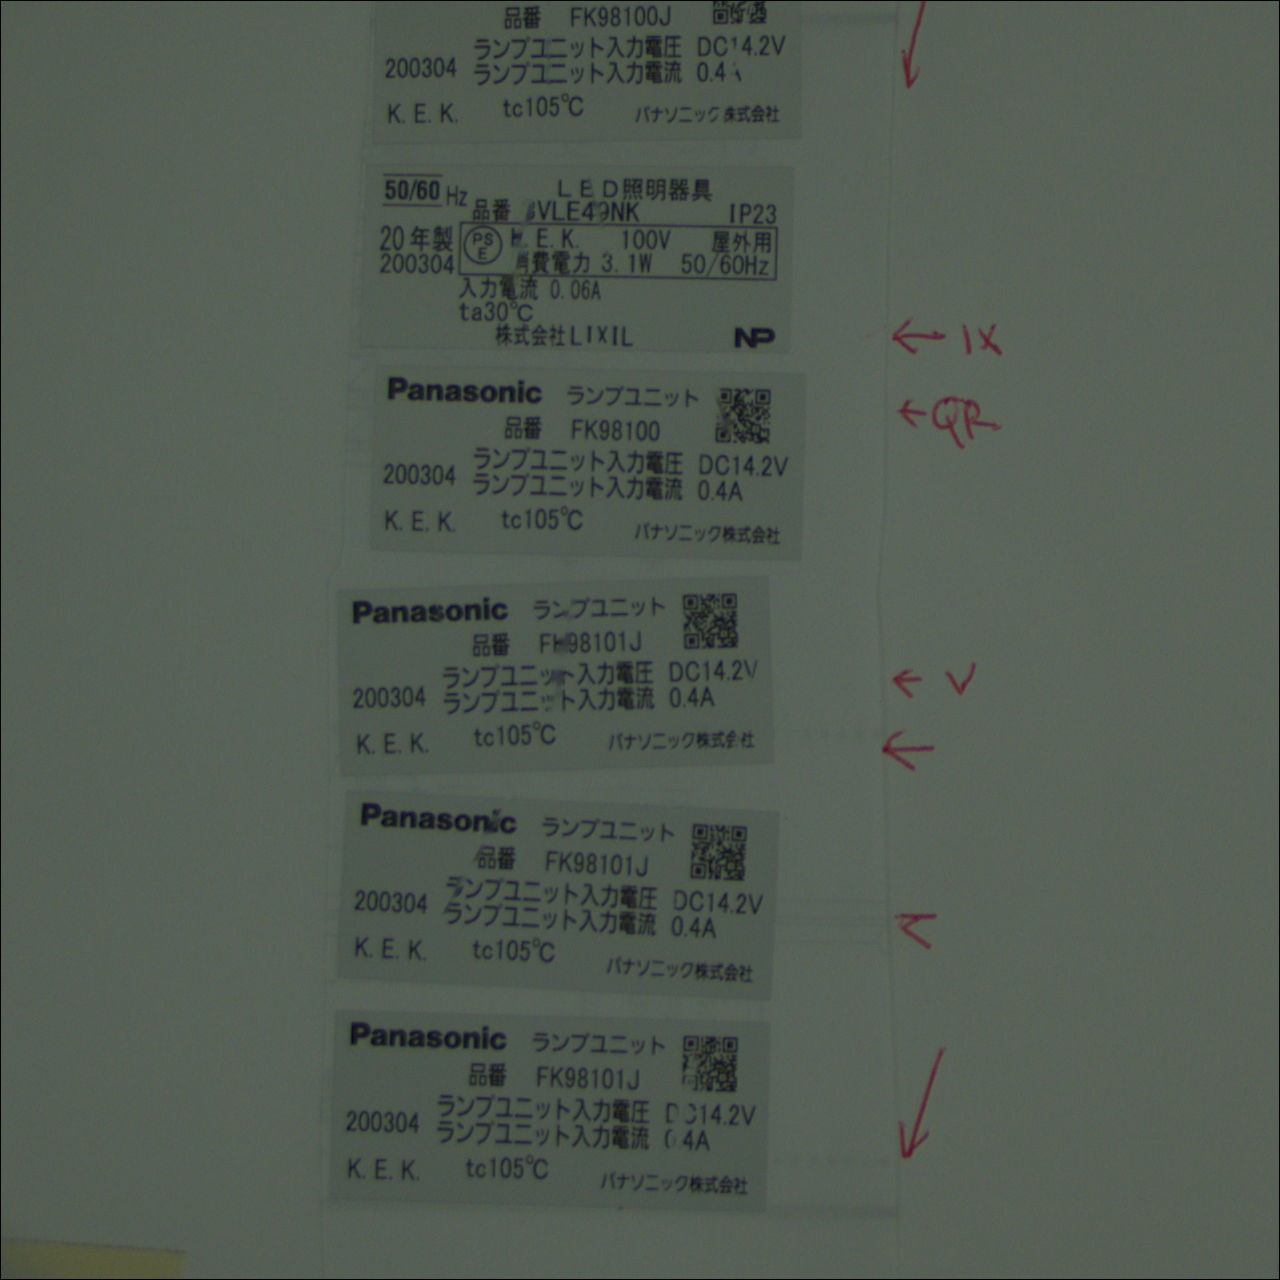 品番 FK98100J
ランプユニット入力電圧 DC14.2V
200304 ランプユニット入力電流 0.4A
K.E.K. tc105℃ パナソニック株式会社
50/60 Hz LED照明器具
品番 VLE49NK IP23
20年製 PSE K.E.K. 100V 屋外用
200304 消費電力 3.1W 50/60Hz
入力電流 0.06A
ta30℃
株式会社LIXIL NP
← IX
Panasonic ランプユニット
← QR
品番 FK98100
ランプユニット入力電圧 DC14.2V
200304 ランプユニット入力電流 0.4A
K.E.K. tc105℃ パナソニック株式会社
Panasonic ランプユニット
品番 FK98101J
ランプユニット入力電圧 DC14.2V
← V
200304 ランプユニット入力電流 0.4A
K.E.K. tc105℃ パナソニック株式会社
Panasonic ランプユニット
品番 FK98101J
ランプユニット入力電圧 DC14.2V
200304 ランプユニット入力電流 0.4A
K.E.K. tc105℃ パナソニック株式会社
Panasonic ランプユニット
品番 FK98101J
ランプユニット入力電圧 DC14.2V
200304 ランプユニット入力電流 0.4A
K.E.K. tc105℃ パナソニック株式会社